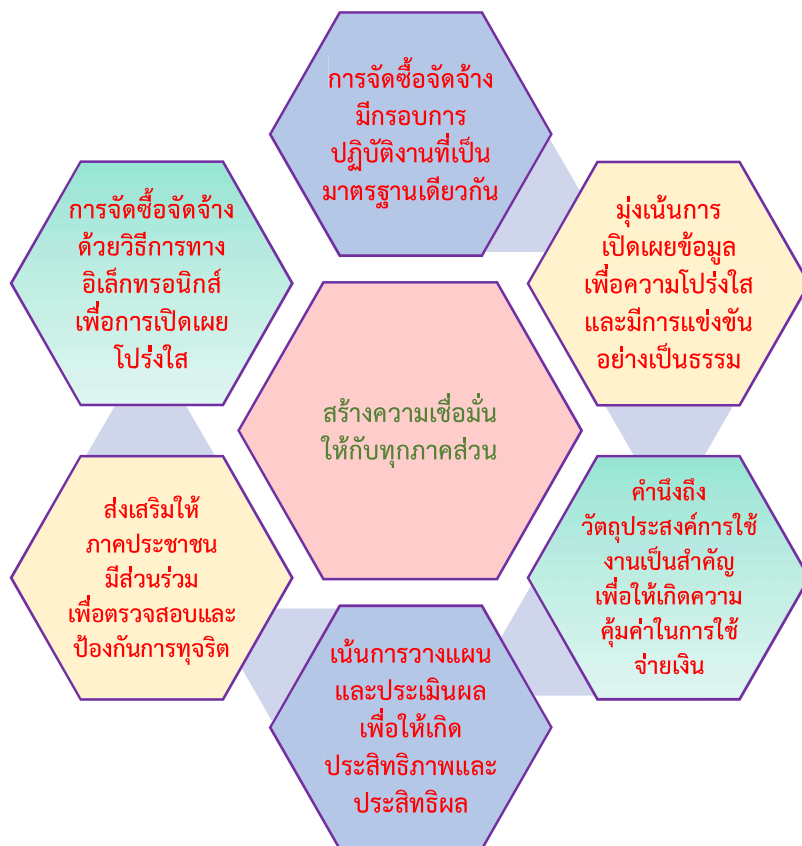 การจัดซื้อจัดจ้าง
มีกรอบการ
ปฏิบัติงานที่เป็น
มาตรฐานเดียวกัน
มุ่งเน้นการ
เปิดเผยข้อมูล
เพื่อความโปร่งใส
และมีการแข่งขัน
อย่างเป็นธรรม
คำนึงถึง
วัตถุประสงค์การใช้
งานเป็นสำคัญ
เพื่อให้เกิดความ
คุ้มค่าในการใช้
จ่ายเงิน
เน้นการวางแผน
และประเมินผล
เพื่อให้เกิด
ประสิทธิภาพและ
ประสิทธิผล
ส่งเสริมให้
ภาคประชาชน
มีส่วนร่วม
เพื่อตรวจสอบและ
ป้องกันการทุจริต
การจัดซื้อจัดจ้าง
ด้วยวิธีการทาง
อิเล็กทรอนิกส์
เพื่อการเปิดเผย
โปร่งใส
สร้างความเชื่อมั่น
ให้กับทุกภาคส่วน